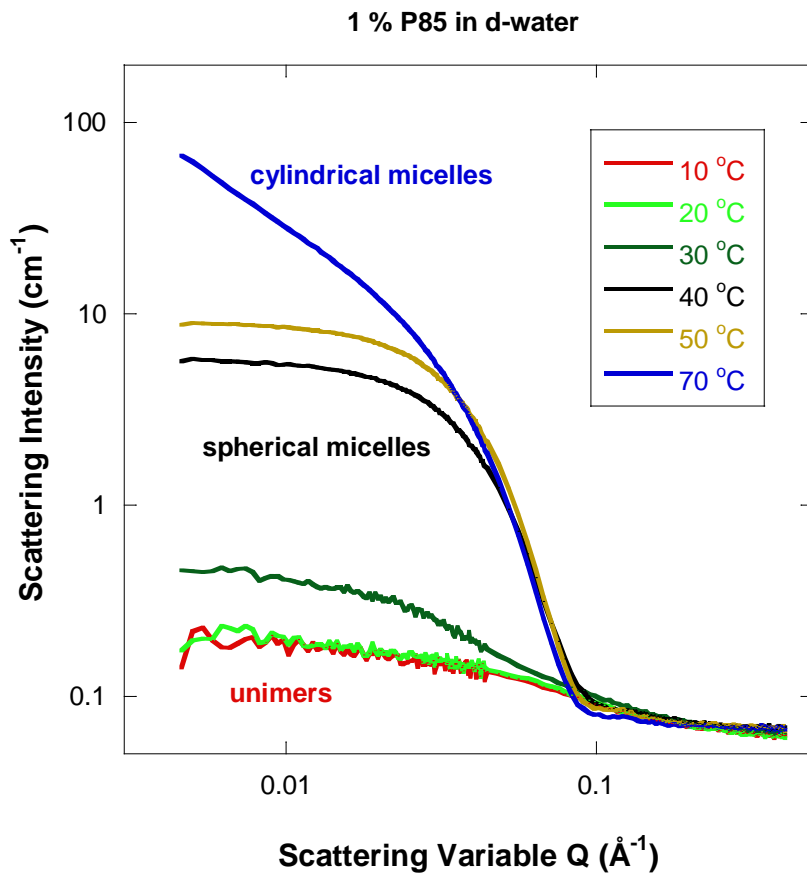 1 % P85 in d-water
100
10
1
0.1
Scattering Intensity (cm⁻¹)
cylindrical micelles
spherical micelles
unimers
10 °C
20 °C
30 °C
40 °C
50 °C
70 °C
0.01
0.1
Scattering Variable Q (Å⁻¹)